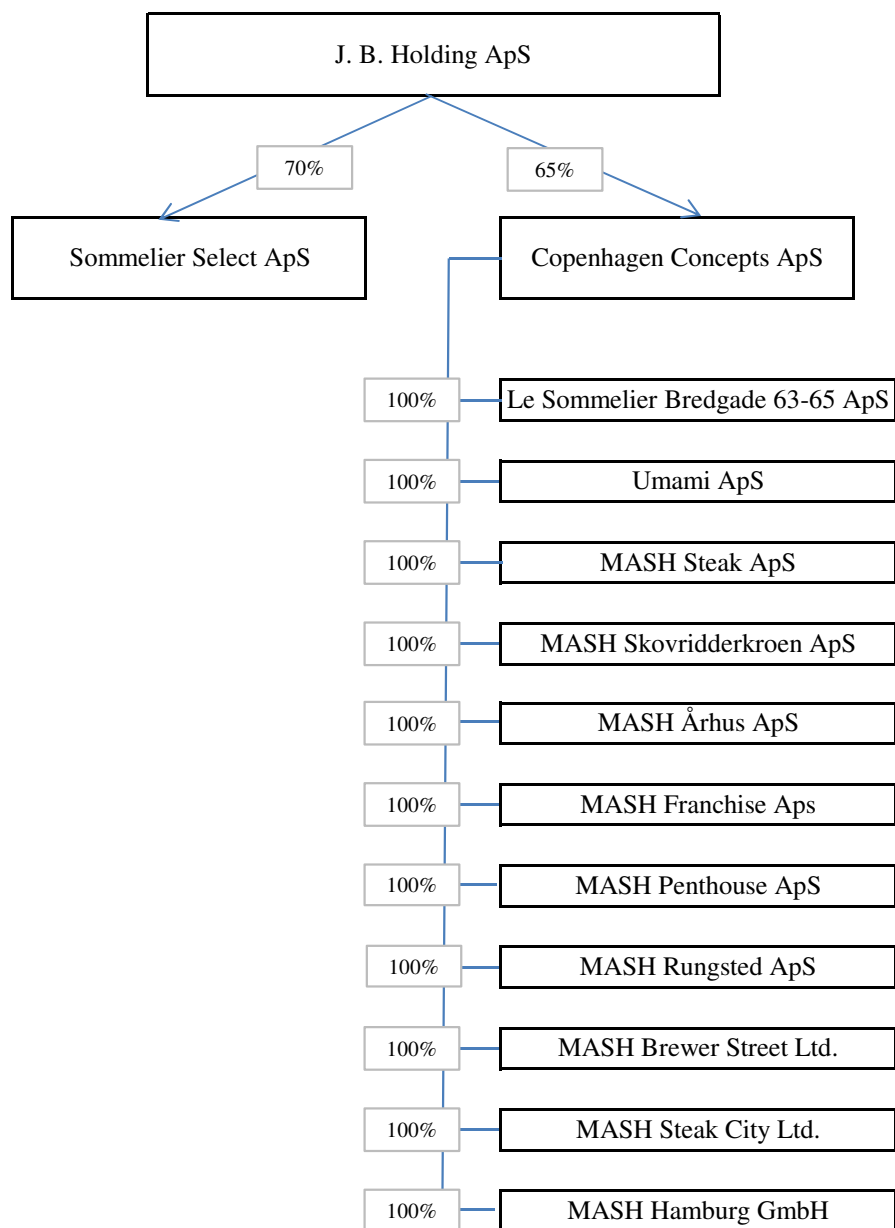 J. B. Holding ApS
70%
65%
Sommelier Select ApS
Copenhagen Concepts ApS
100%
Le Sommelier Bredgade 63-65 ApS
100%
Umami ApS
100%
MASH Steak ApS
100%
MASH Skovridderkroen ApS
100%
MASH Århus ApS
100%
MASH Franchise Aps
100%
MASH Penthouse ApS
100%
MASH Rungsted ApS
100%
MASH Brewer Street Ltd.
100%
MASH Steak City Ltd.
100%
MASH Hamburg GmbH